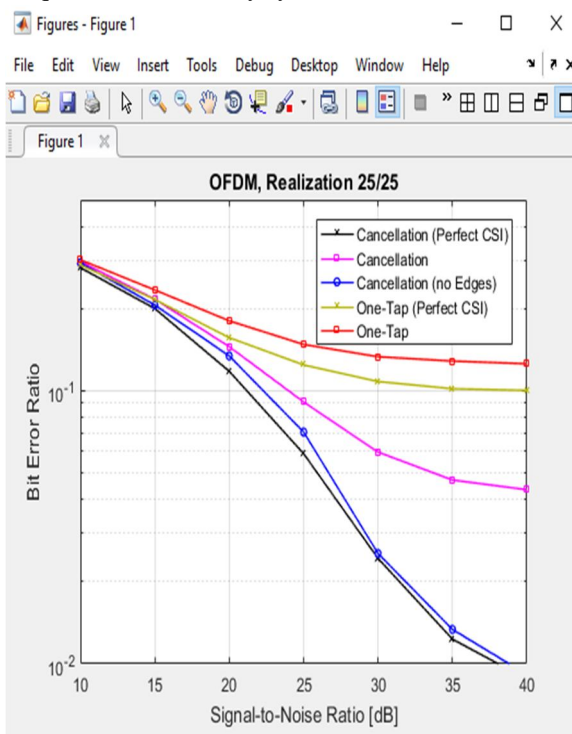 Figures - Figure 1
File Edit View Insert Tools Debug Desktop Window Help
Figure 1
OFDM, Realization 25/25
Cancellation (Perfect CSI)
Cancellation
Cancellation (no Edges)
One-Tap (Perfect CSI)
One-Tap
Bit Error Ratio
10-1
10-2
10 15 20 25 30 35 40
Signal-to-Noise Ratio [dB]